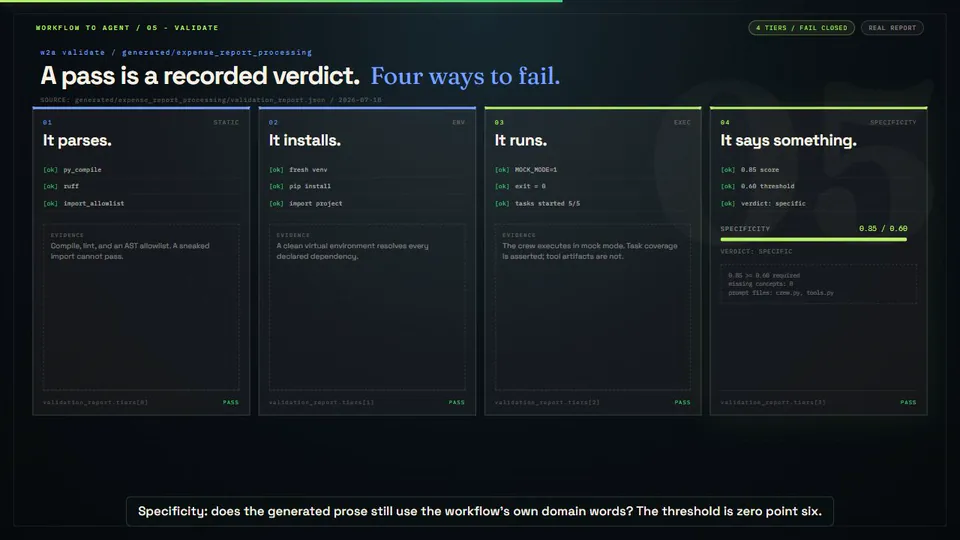 WORKFLOW TO AGENT / 05 - VALIDATE
4 TIERS / FAIL CLOSED
REAL REPORT
w2a validate / generated/expense_report_processing
A pass is a recorded verdict. Four ways to fail.
SOURCE: generated/expense_report_processing/validation_report.json / 2026-07-18
05
01 STATIC
It parses.
[ok] py_compile
[ok] ruff
[ok] import_allowlist
EVIDENCE
Compile, lint, and an AST allowlist. A sneaked
import cannot pass.
validation_report.tiers[0] PASS
02 ENV
It installs.
[ok] fresh venv
[ok] pip install
[ok] import project
EVIDENCE
A clean virtual environment resolves every
declared dependency.
validation_report.tiers[1] PASS
03 EXEC
It runs.
[ok] MOCK_MODE=1
[ok] exit = 0
[ok] tasks started 5/5
EVIDENCE
The crew executes in mock mode. Task coverage
is asserted; tool artifacts are not.
validation_report.tiers[2] PASS
04 SPECIFICITY
It says something.
[ok] 0.85 score
[ok] 0.60 threshold
[ok] verdict: specific
SPECIFICITY 0.85 / 0.60
VERDICT: SPECIFIC
0.85 >= 0.60 required
missing concepts: 0
prompt files: crew.py, tools.py
validation_report.tiers[3] PASS
Specificity: does the generated prose still use the workflow's own domain words? The threshold is zero point six.